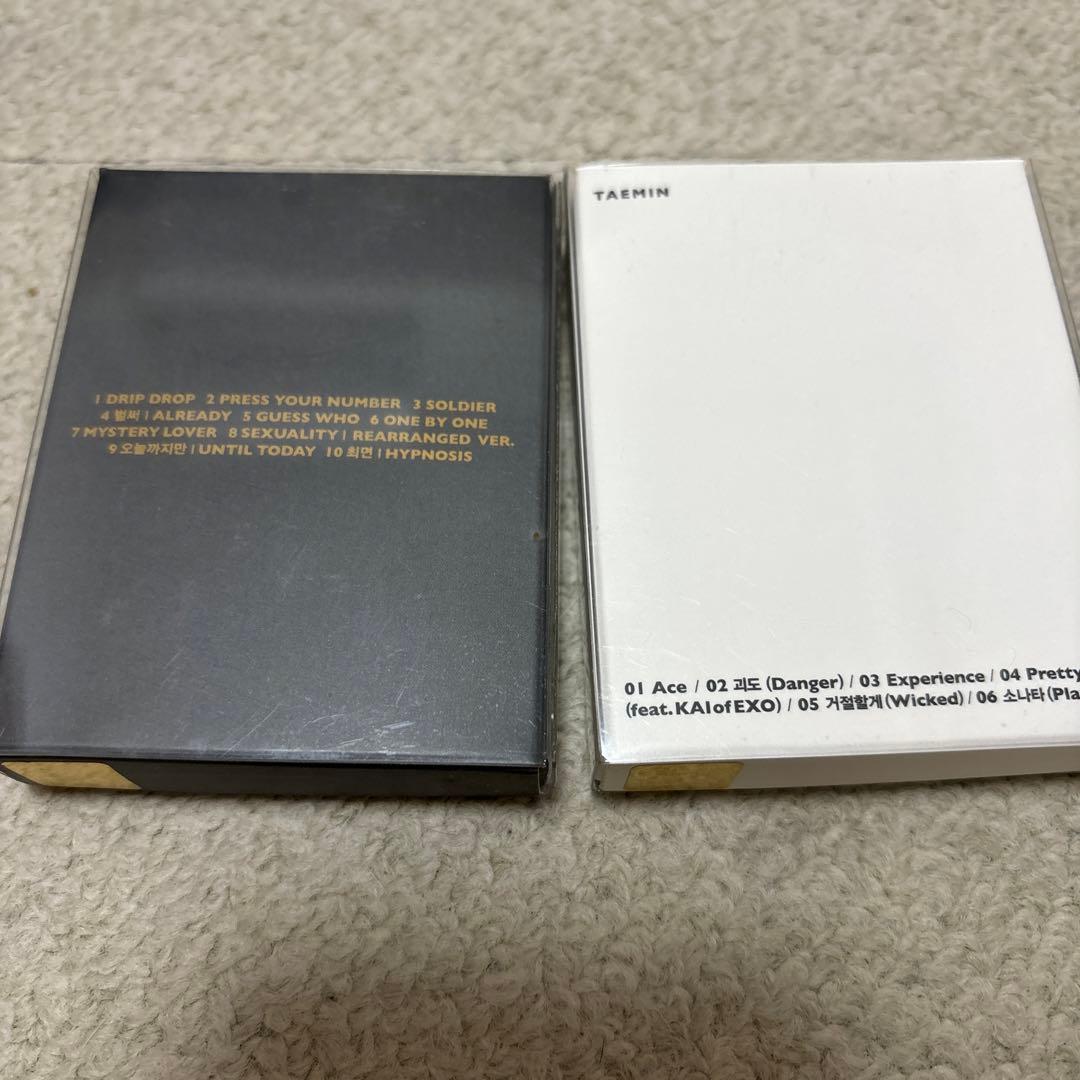 1 DRIP DROP 2 PRESS YOUR NUMBER 3 SOLDIER
4 벌써 | ALREADY 5 GUESS WHO 6 ONE BY ONE
7 MYSTERY LOVER 8 SEXUALITY | REARRANGED VER.
9 오늘까지만 | UNTIL TODAY 10 최면 | HYPNOSIS
TAEMIN
01 Ace / 02 괴도 (Danger) / 03 Experience / 04 Pretty
(feat. KAI of EXO) / 05 거절할게 (Wicked) / 06 소나타 (Pla